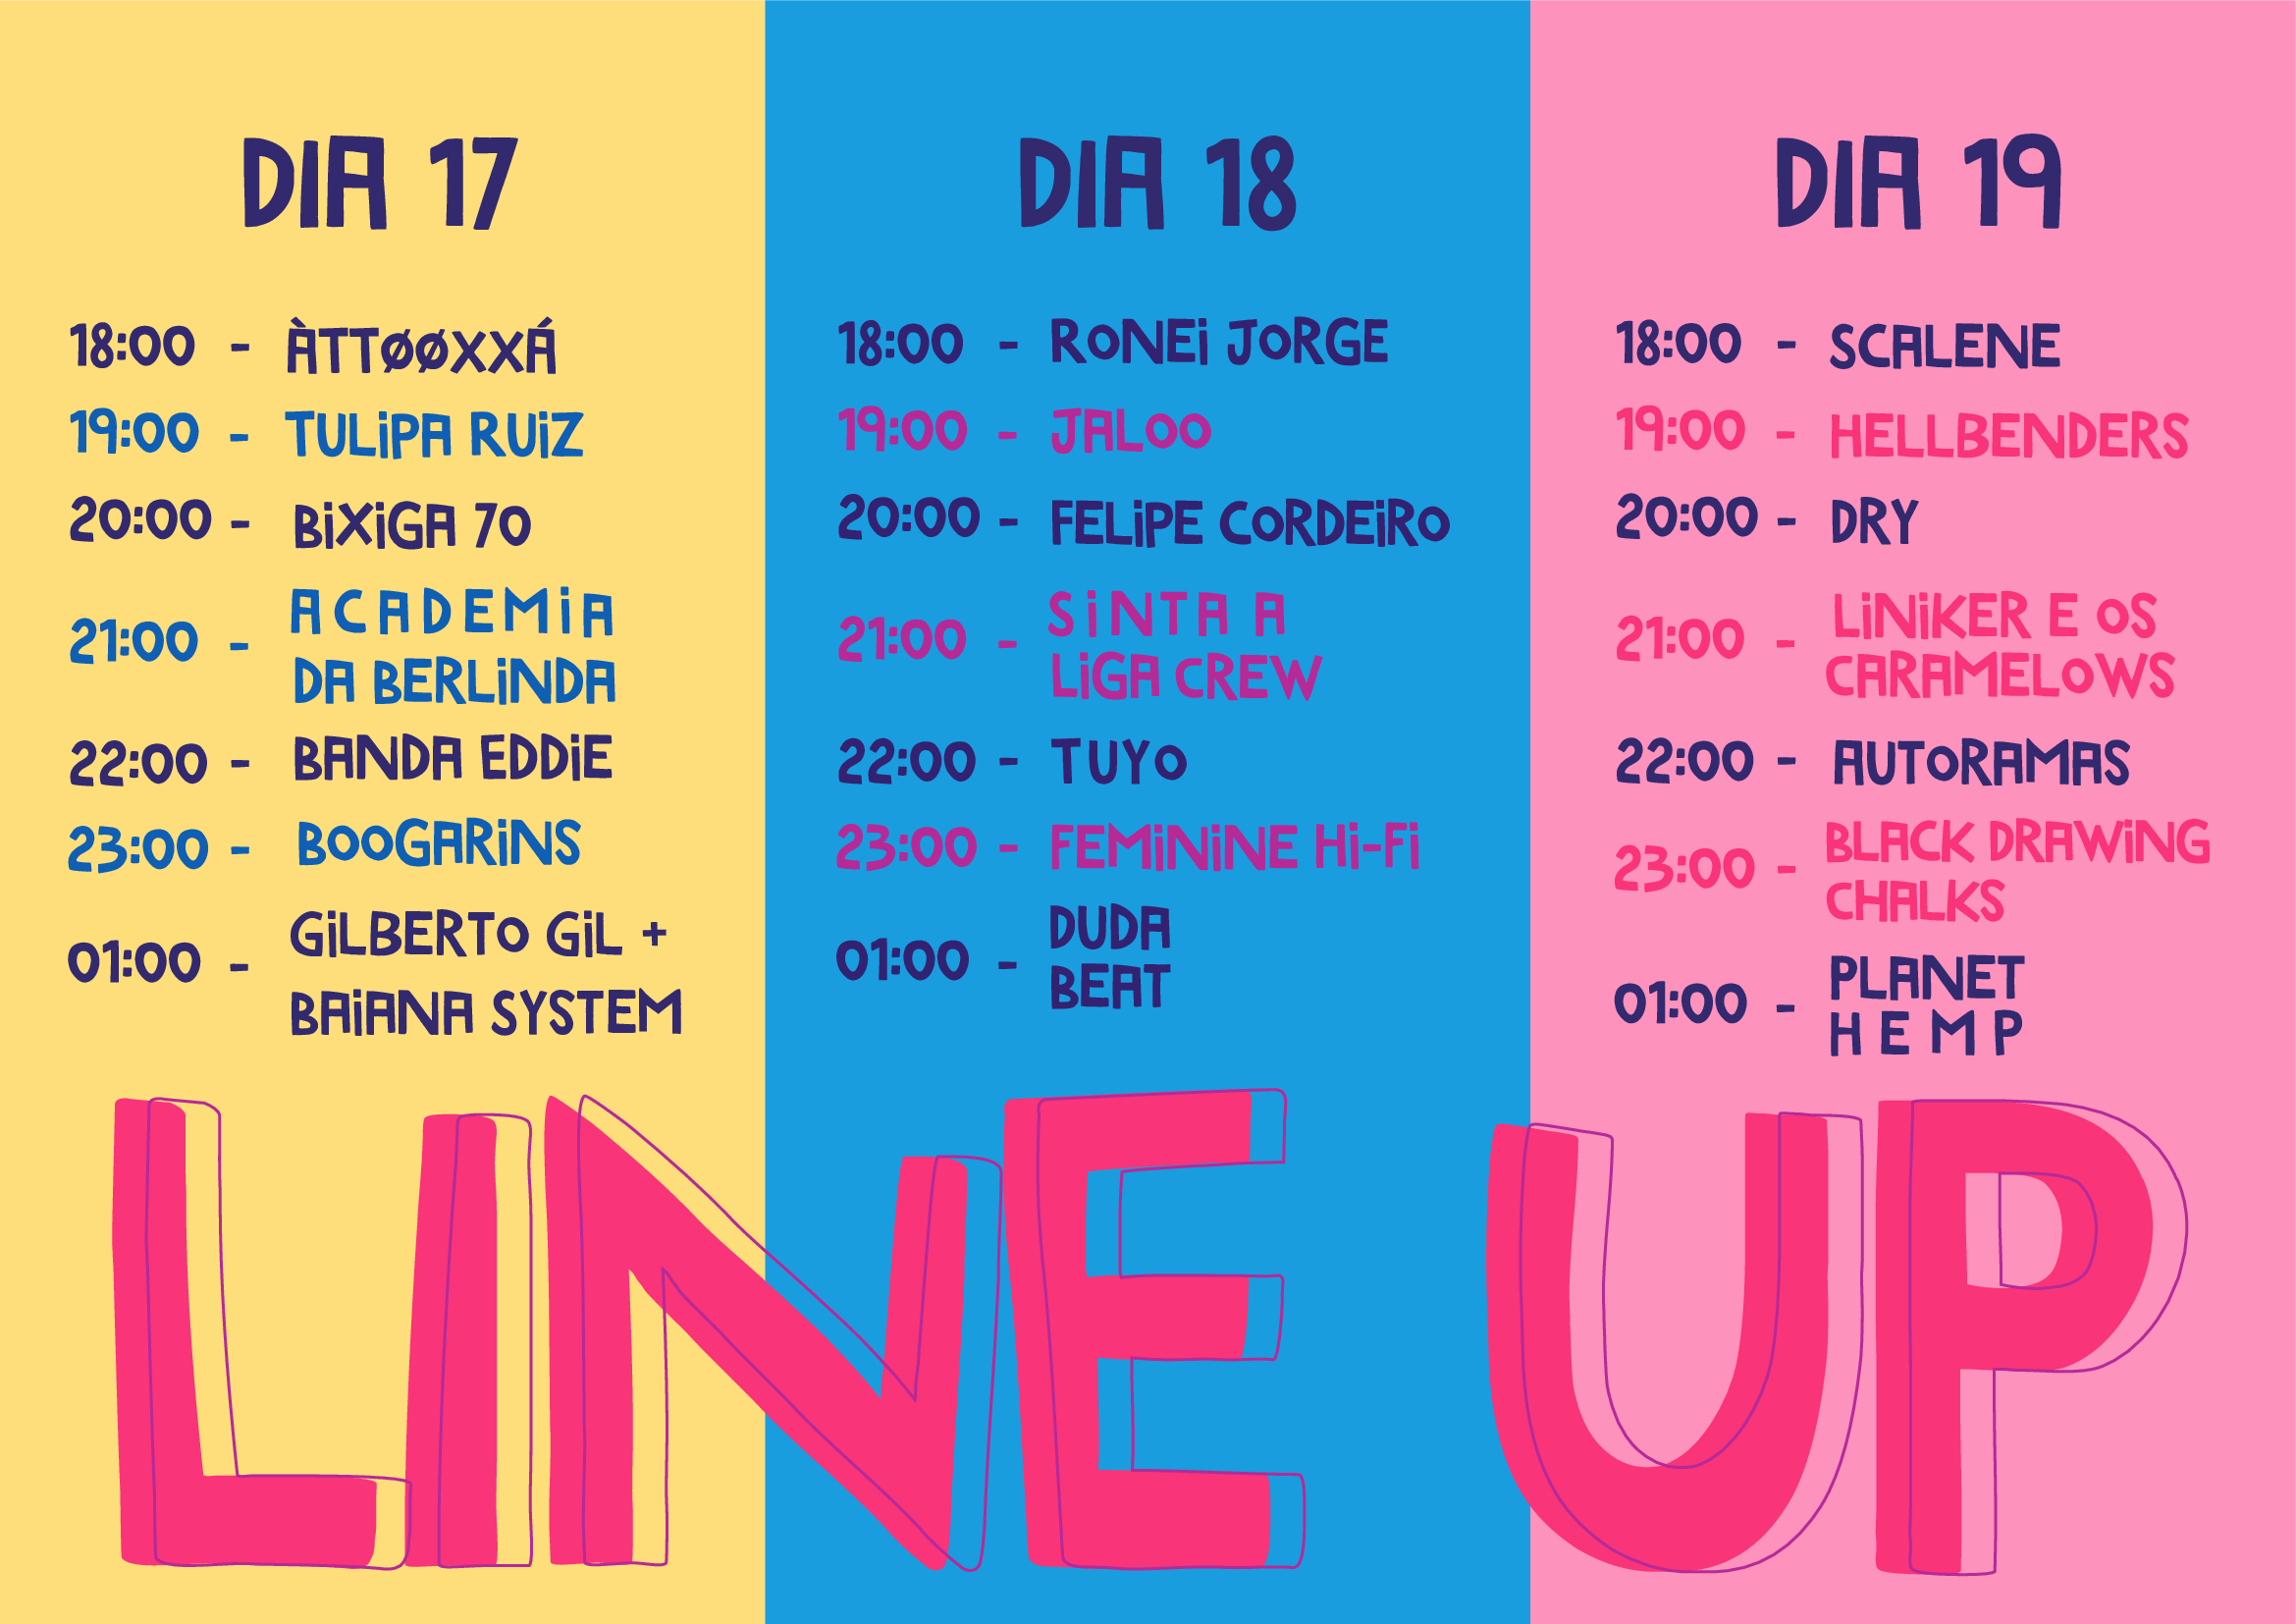 DIA 17
18:00 - ÀTTØØXXÁ
19:00 - TULIPA RUIZ
20:00 - BIXIGA 70
21:00 - ACADEMIA
DA BERLINDA
22:00 - BANDA EDDIE
23:00 - BOOGARINS
01:00 - GILBERTO GIL +
BAIANA SYSTEM
DIA 18
18:00 - RONEI JORGE
19:00 - JALOO
20:00 - FELIPE CORDEIRO
21:00 - SINTA A
LIGA CREW
22:00 - TUYO
23:00 - FEMININE HI-FI
01:00 - DUDA
BEAT
DIA 19
18:00 - SCALENE
19:00 - HELLBENDERS
20:00 - DRY
21:00 - LINIKER E OS
CARAMELOWS
22:00 - AUTORAMAS
23:00 - BLACK DRAWING
CHALKS
01:00 - PLANET
HEMP
LINE UP